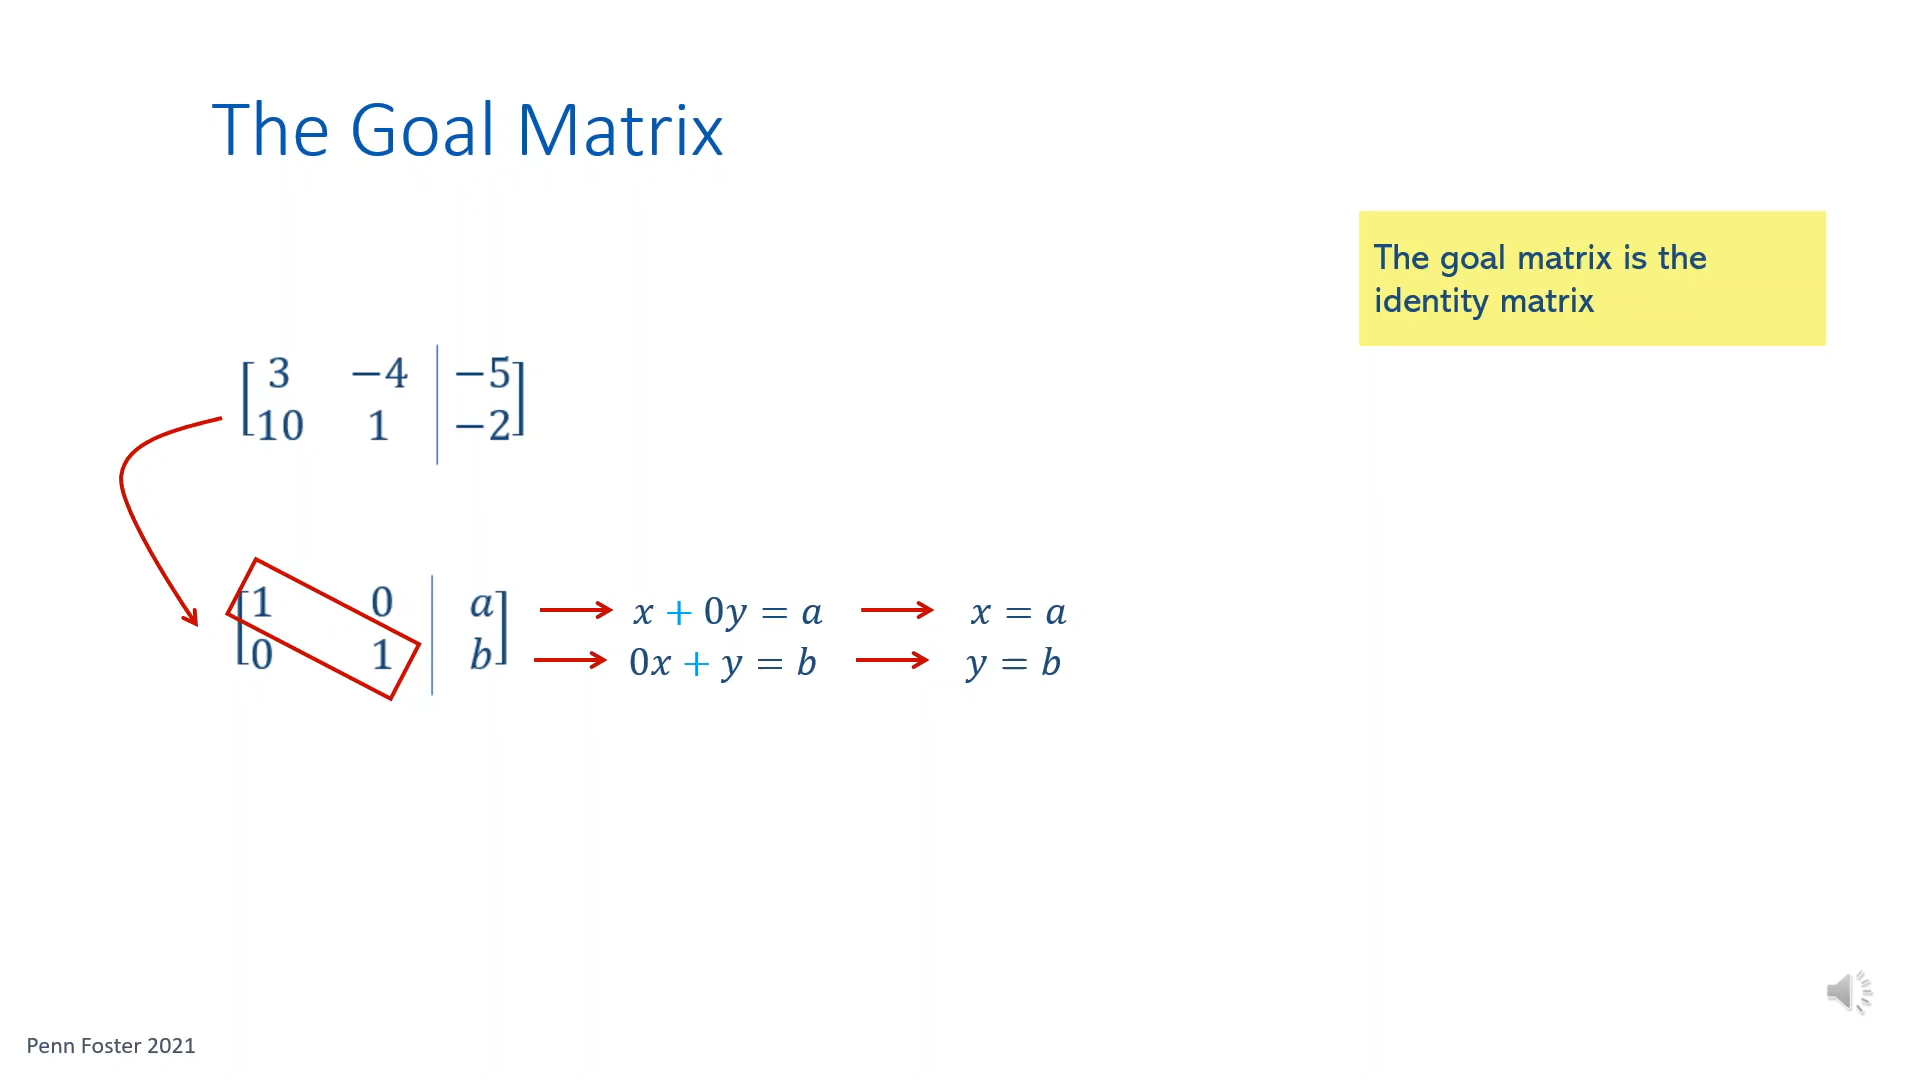 The Goal Matrix
The goal matrix is the
identity matrix
[3 −4 | −5]
[10 1 | −2]
[1 0 | a] → x + 0y = a → x = a
[0 1 | b] → 0x + y = b → y = b
Penn Foster 2021